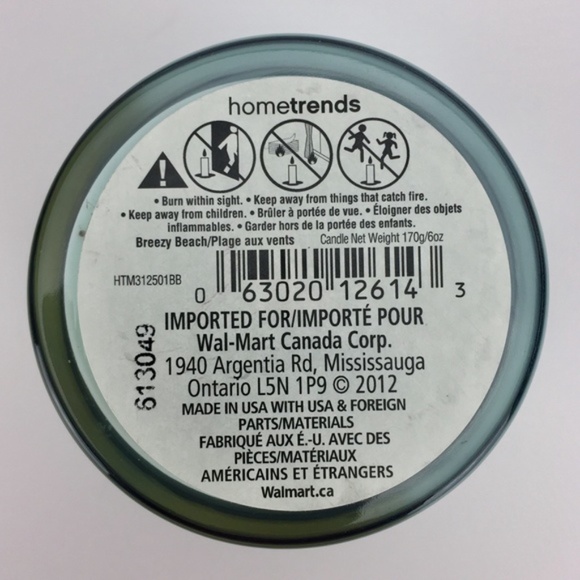 hometrends
• Burn within sight. • Keep away from things that catch fire.
• Keep away from children. • Brûler à portée de vue. • Éloigner des objets
inflammables. • Garder hors de la portée des enfants.
Breezy Beach/Plage aux vents Candle Net Weight 170g/6oz
HTM312501BB
0 63020 12614 3
613049
IMPORTED FOR/IMPORTÉ POUR
Wal-Mart Canada Corp.
1940 Argentia Rd, Mississauga
Ontario L5N 1P9 © 2012
MADE IN USA WITH USA & FOREIGN
PARTS/MATERIALS
FABRIQUÉ AUX É.-U. AVEC DES
PIÈCES/MATÉRIAUX
AMÉRICAINS ET ÉTRANGERS
Walmart.ca